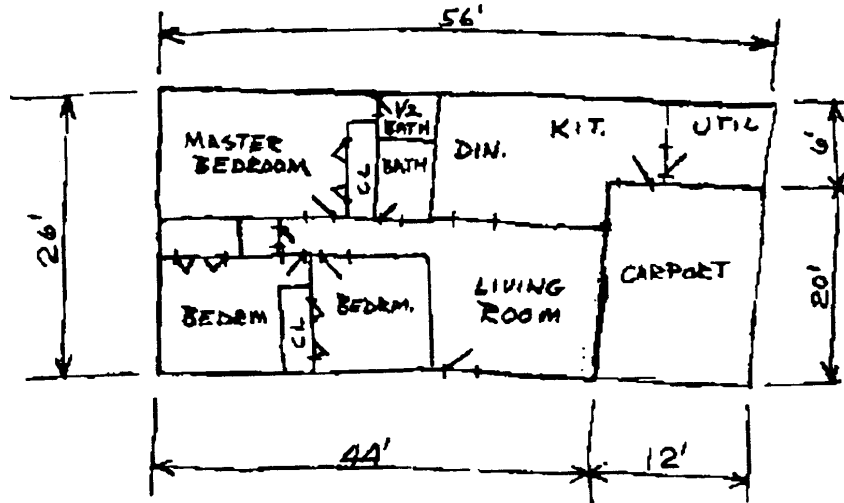 56'
1/2
BATH
MASTER
BEDROOM
CL
BATH
DIN.
KIT.
UTIL
6'
26'
BEDRM
CL
BEDRM.
LIVING
ROOM
CARPORT
20'
44'
12'